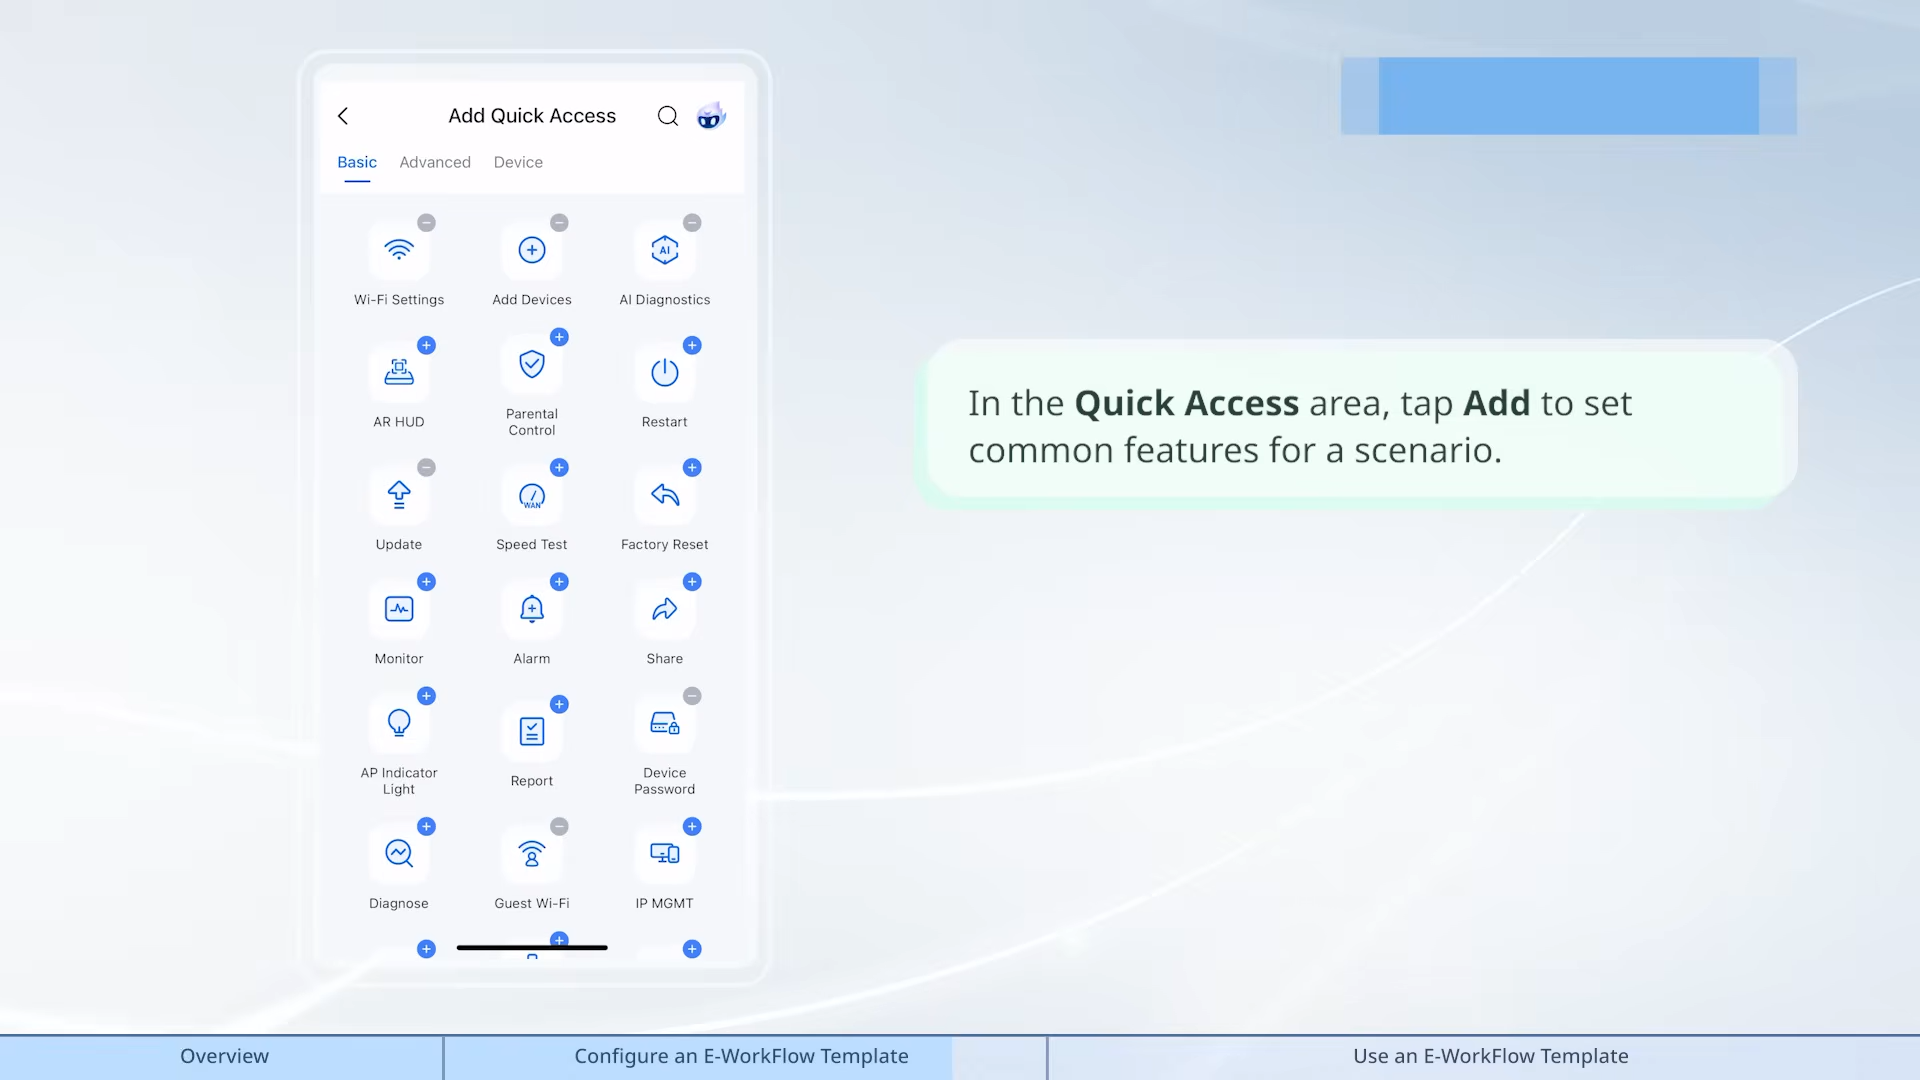 Add Quick Access
Basic Advanced Device
Wi-Fi Settings Add Devices AI Diagnostics
AI
AR HUD Parental Control Restart
Update Speed Test Factory Reset
WAN
Monitor Alarm Share
AP Indicator Light Report Device Password
Diagnose Guest Wi-Fi IP MGMT
In the Quick Access area, tap Add to set
common features for a scenario.
Overview Configure an E-WorkFlow Template Use an E-WorkFlow Template